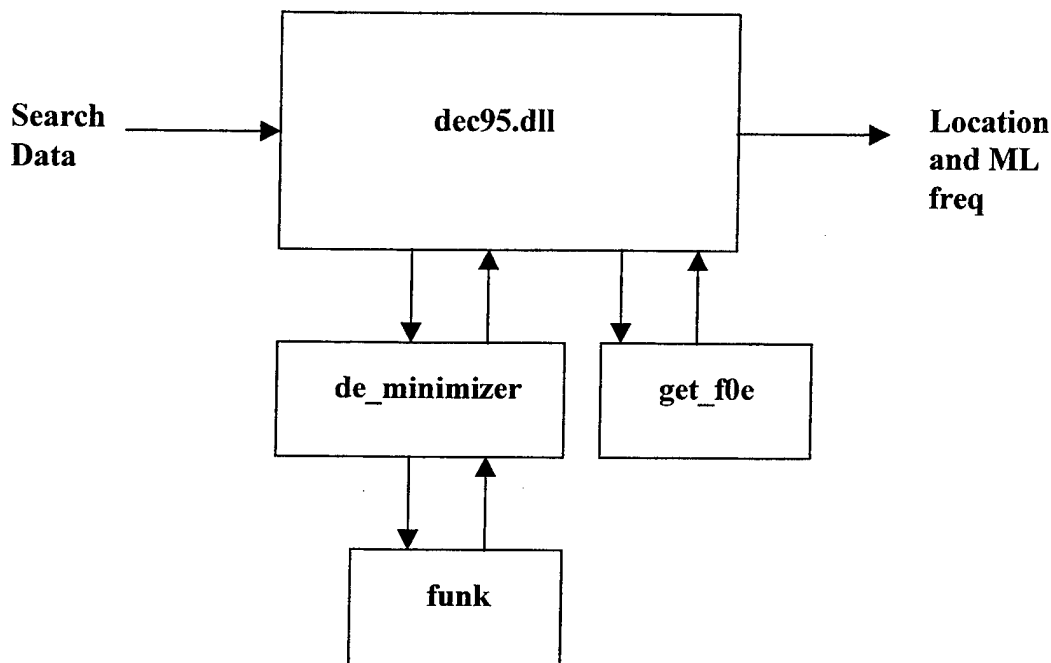 Search
Data
dec95.dll
Location
and ML
freq
de_minimizer
get_f0e
funk